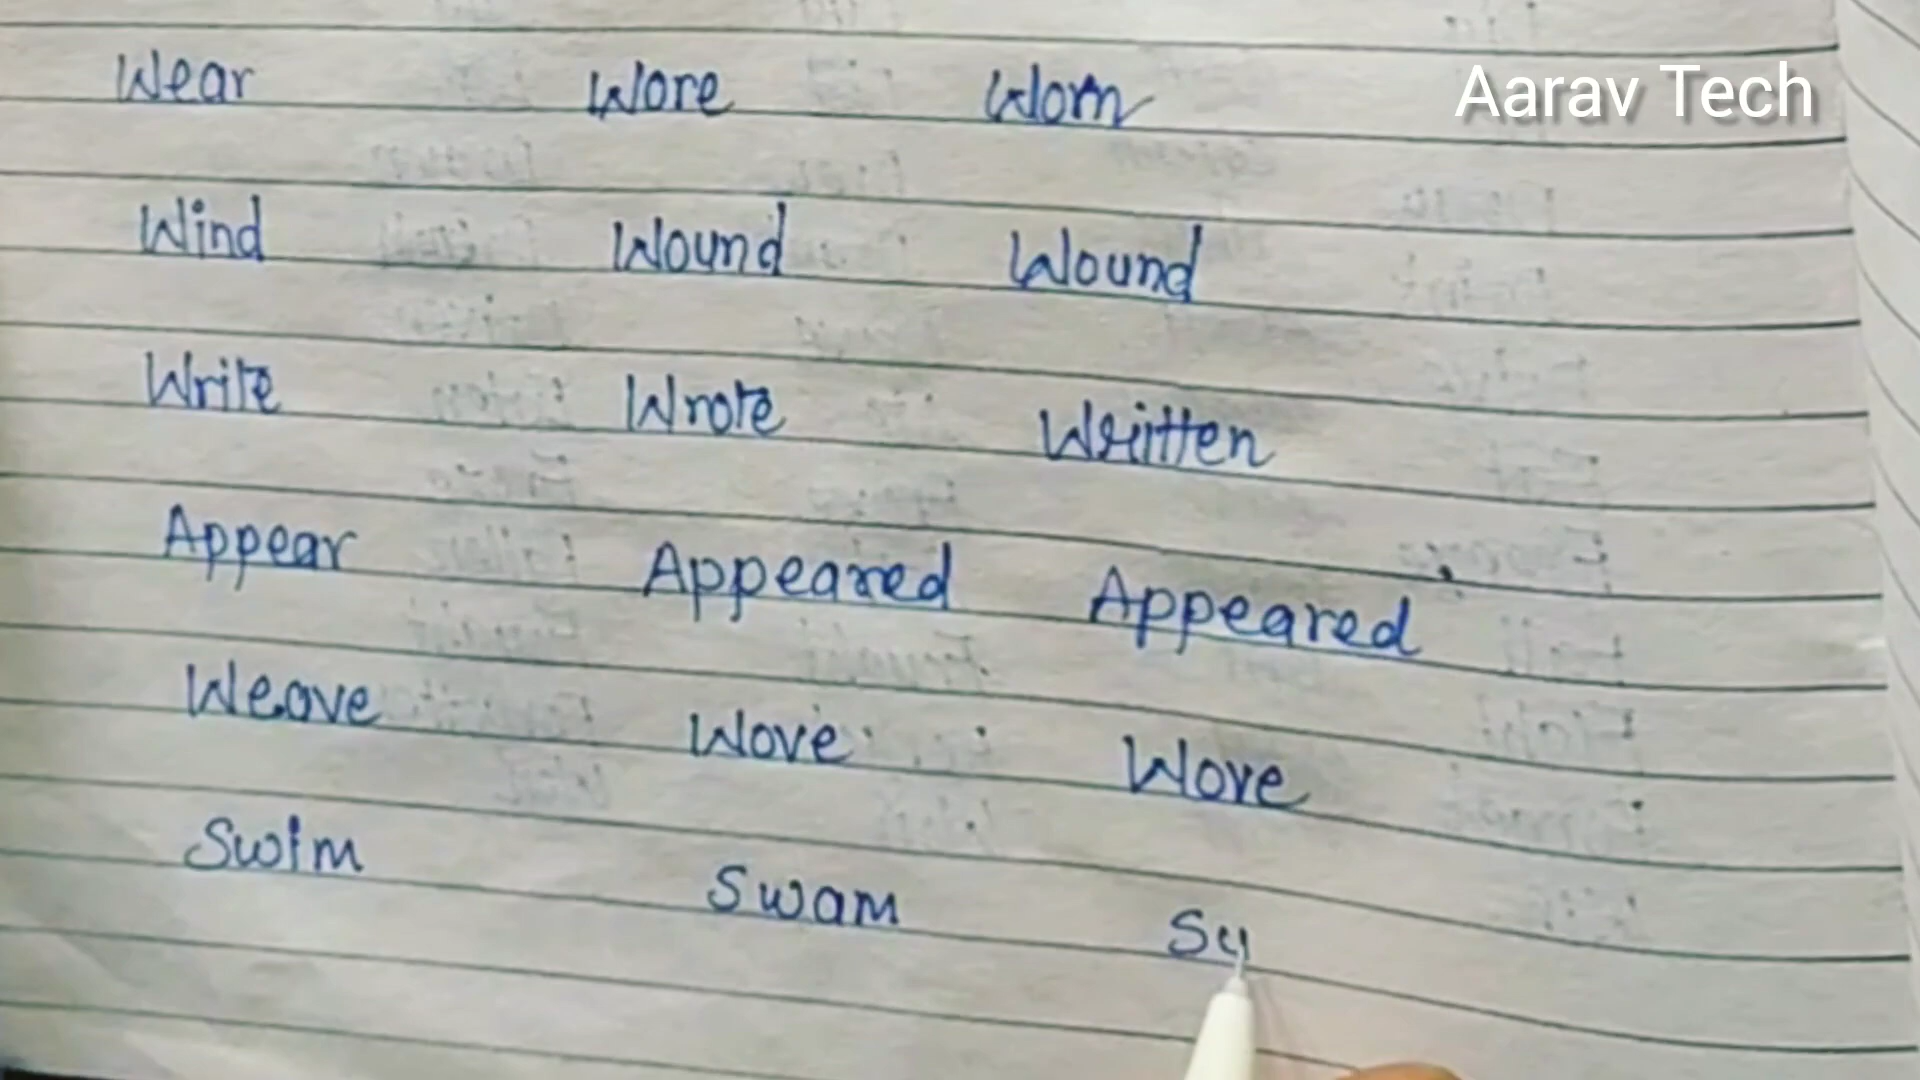 Wear Wore Worn Aarav Tech
Wind Wound Wound
Write Wrote Written
Appear Appeared Appeared
Weave Wove Wove
Swim Swam